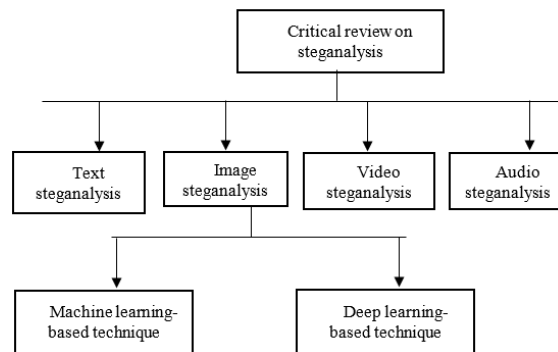 Critical review on
steganalysis
Text
steganalysis
Image
steganalysis
Video
steganalysis
Audio
steganalysis
Machine learning-
based technique
Deep learning-
based technique